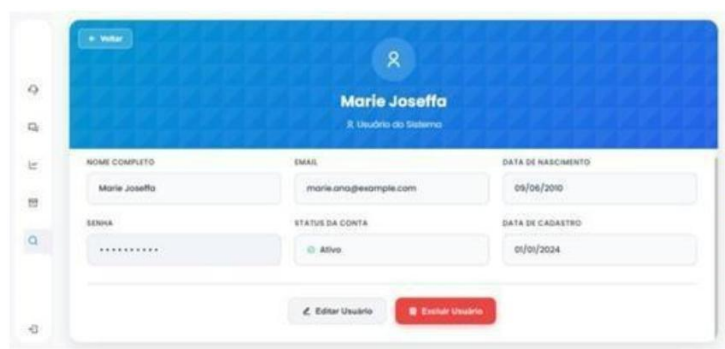 ← Voltar
Marie Joseffa
Usuário do Sistema
NOME COMPLETO
EMAIL
DATA DE NASCIMENTO
Marie Joseffa
marie.ana@example.com
09/06/2010
SENHA
STATUS DA CONTA
DATA DE CADASTRO
••••••••••
Ativo
01/01/2024
Editar Usuário
Excluir Usuário